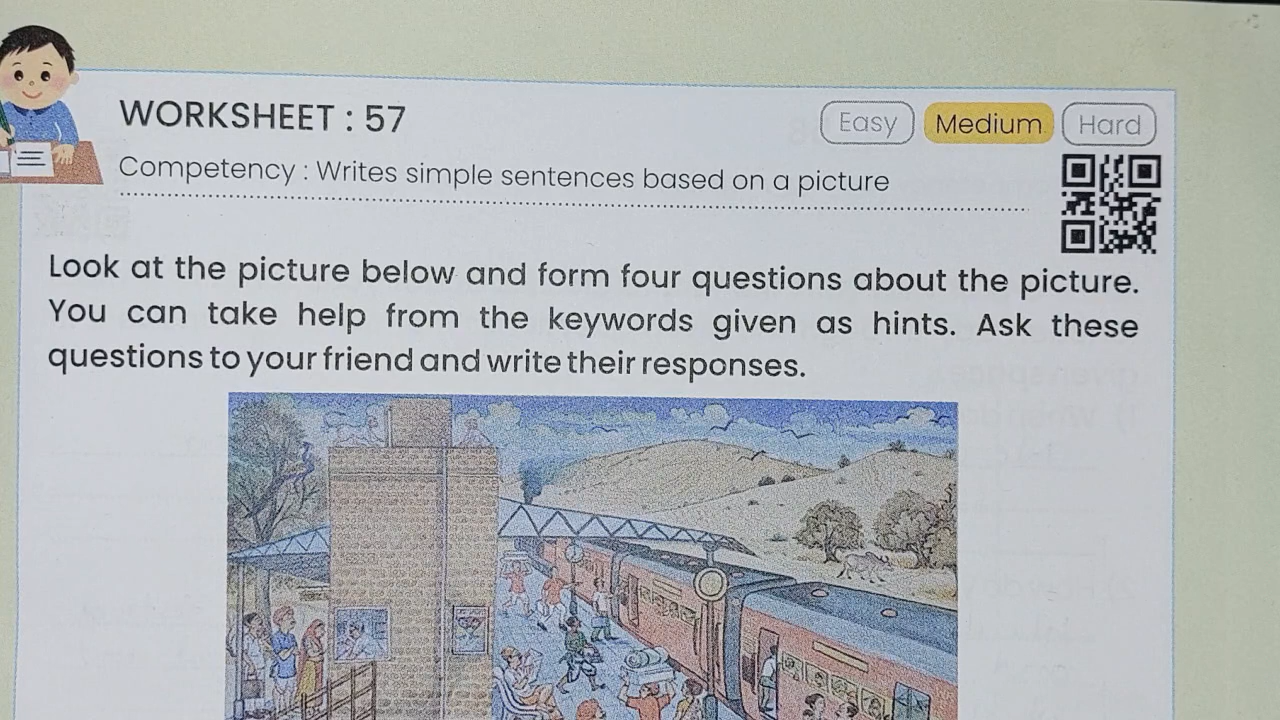 WORKSHEET : 57
Easy Medium Hard
Competency : Writes simple sentences based on a picture
Look at the picture below and form four questions about the picture.
You can take help from the keywords given as hints. Ask these
questions to your friend and write their responses.